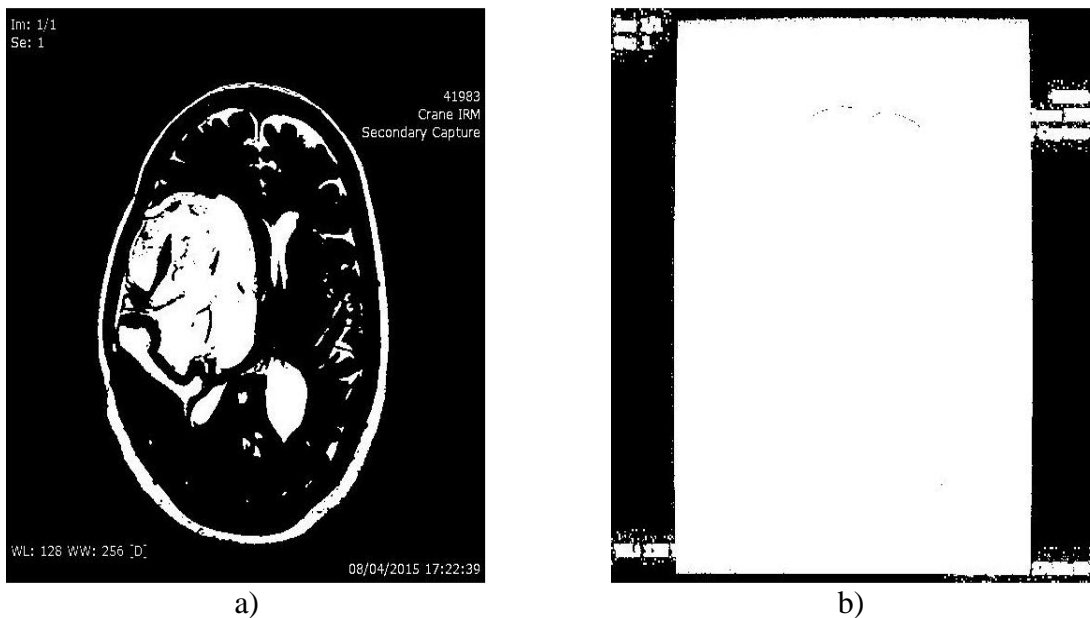 Im: 1/1
Se: 1
41983
Crane IRM
Secondary Capture
WL: 128 WW: 256 [D]
08/04/2015 17:22:39
a)
b)